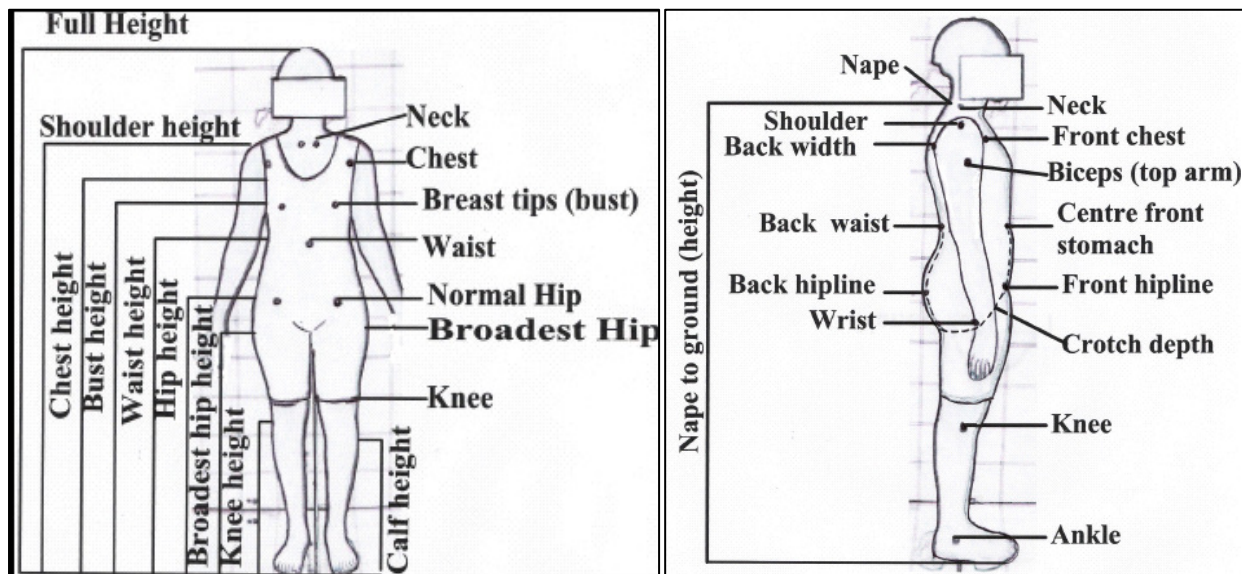 Full Height
Shoulder height
Neck
Chest
Breast tips (bust)
Waist
Normal Hip
Broadest Hip
Knee
Chest height
Bust height
Waist height
Hip height
Broadest hip height
Knee height
Calf height
Nape
Neck
Shoulder
Back width
Front chest
Biceps (top arm)
Back waist
Centre front
stomach
Back hipline
Front hipline
Wrist
Crotch depth
Knee
Ankle
Nape to ground (height)